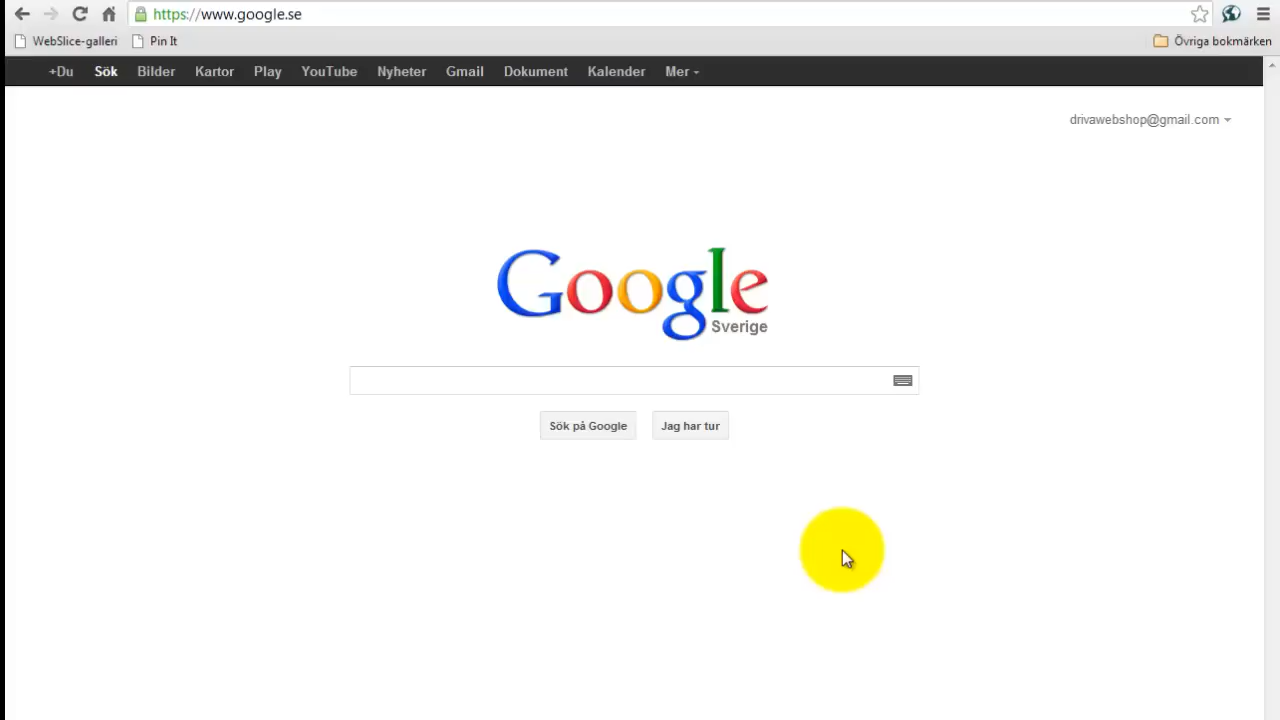 https://www.google.se
WebSlice-galleri Pin It Övriga bokmärken
+Du Sök Bilder Kartor Play YouTube Nyheter Gmail Dokument Kalender Mer
drivawebshop@gmail.com
Google
Sverige
Sök på Google Jag har tur